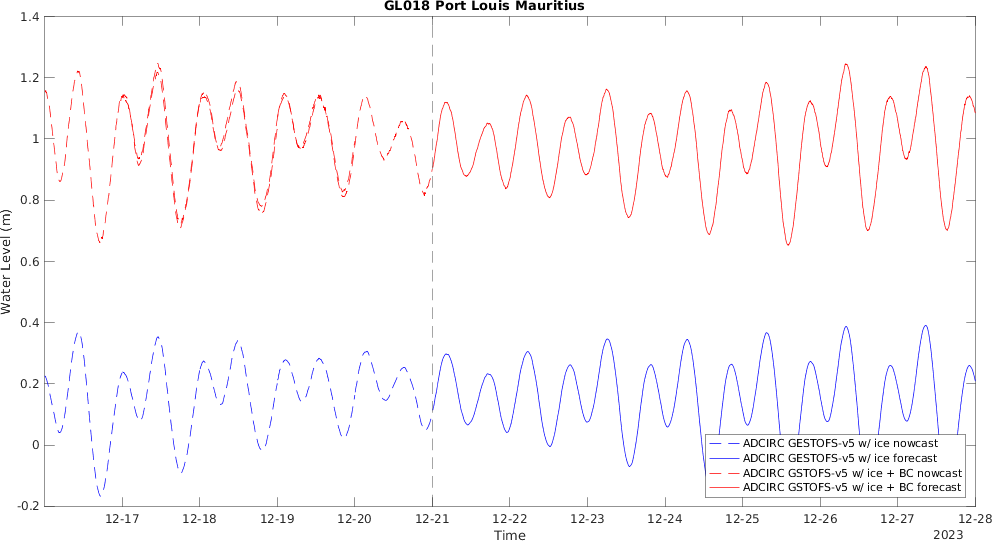 GL018 Port Louis Mauritius
1.4
1.2
1
0.8
0.6
0.4
0.2
0
-0.2
Water Level (m)
12-17 12-18 12-19 12-20 12-21 12-22 12-23 12-24 12-25 12-26 12-27 12-28
Time
2023
ADCIRC GESTOFS-v5 w/ ice nowcast
ADCIRC GESTOFS-v5 w/ ice forecast
ADCIRC GSTOFS-v5 w/ ice + BC nowcast
ADCIRC GSTOFS-v5 w/ ice + BC forecast